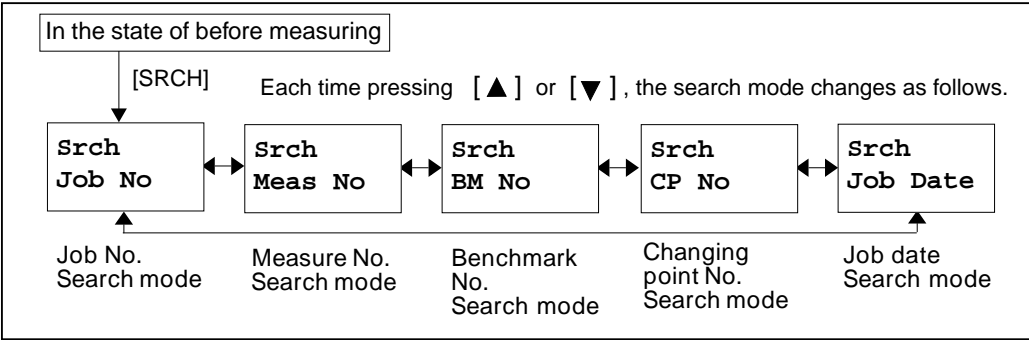 In the state of before measuring
[SRCH]
Each time pressing [▲] or [▼], the search mode changes as follows.
Srch
Job No
Srch
Meas No
Srch
BM No
Srch
CP No
Srch
Job Date
Job No.
Search mode
Measure No.
Search mode
Benchmark
No.
Search mode
Changing
point No.
Search mode
Job date
Search mode